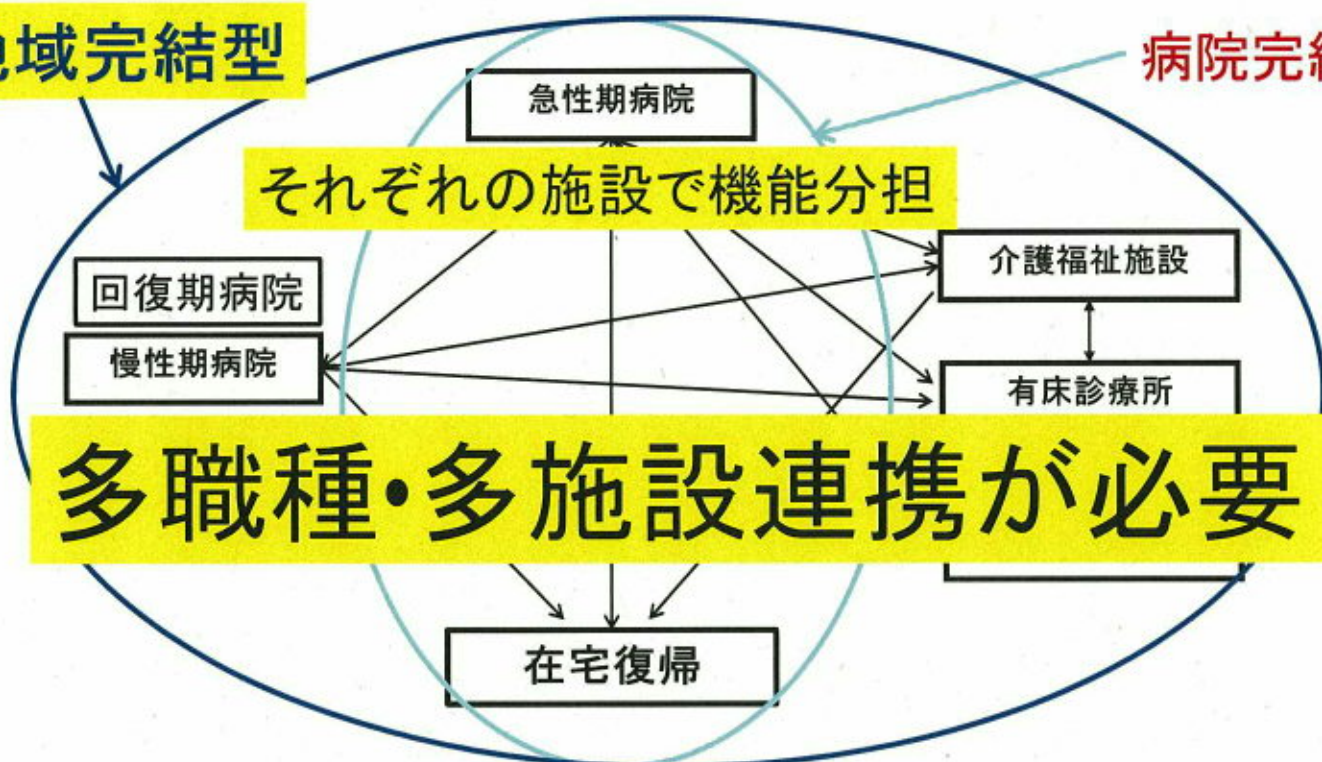 域完結型
病院完結
急性期病院
それぞれの施設で機能分担
介護福祉施設
回復期病院
慢性期病院
有床診療所
多職種・多施設連携が必要
在宅復帰